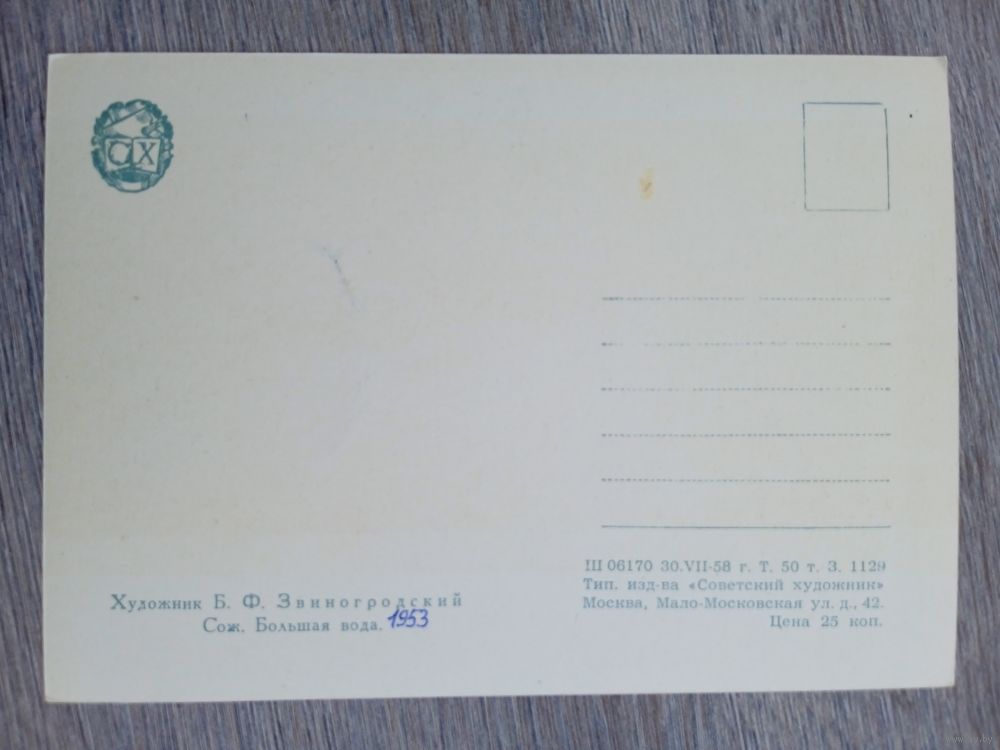 СХ
Художник Б. Ф. Звиногродский
Сож. Большая вода. 1953
Ш 06170 30.VII-58 г. Т. 50 т. З. 1129
Тип. изд-ва «Советский художник»
Москва, Мало-Московская ул. д., 42.
Цена 25 коп.